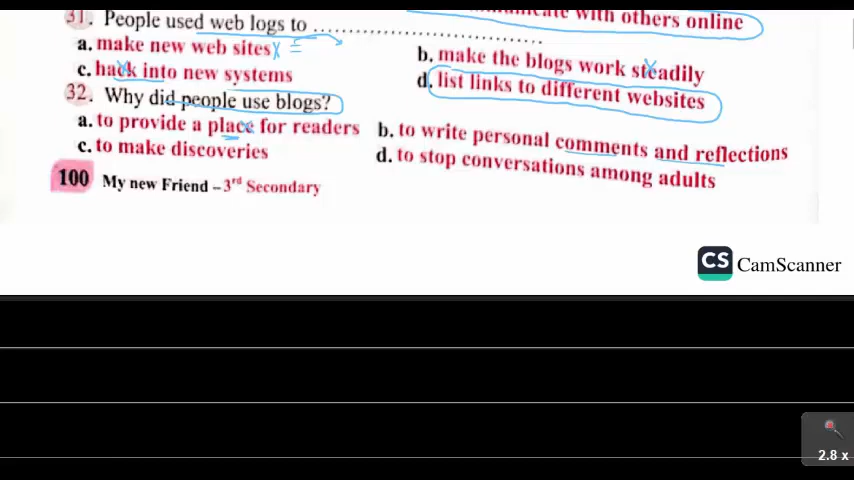 with others online
31. People used web logs to ........................................
a. make new web sites
b. make the blogs work steadily
c. hack into new systems
d. list links to different websites
32. Why did people use blogs?
a. to provide a place for readers
b. to write personal comments and reflections
c. to make discoveries
d. to stop conversations among adults
100 My new Friend – 3rd Secondary
CS CamScanner
2.8 x